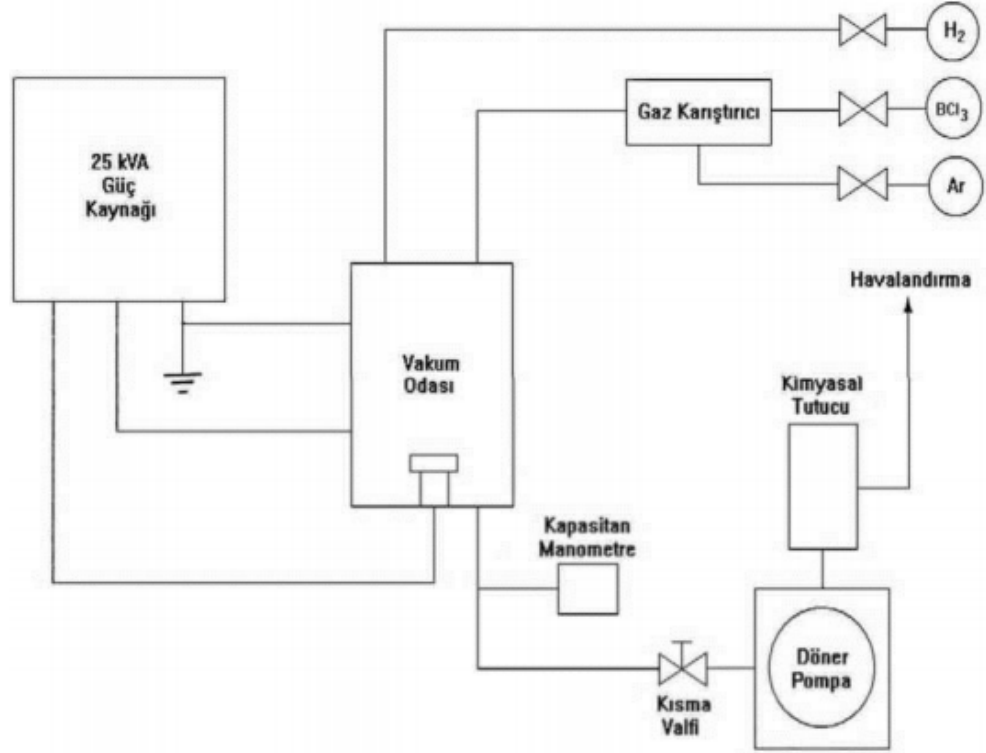 H₂
Gaz Karıştırıcı
BCl₃
Ar
25 kVA
Güç
Kaynağı
Havalandırma
Vakum
Odası
Kimyasal
Tutucu
Kapasitan
Manometre
Döner
Pompa
Kısma
Valfi